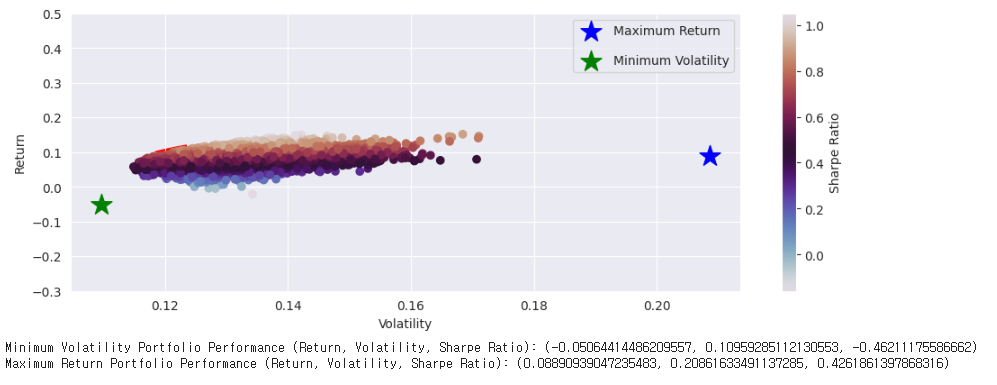 0.5
0.4
0.3
0.2
0.1
0.0
−0.1
−0.2
−0.3
Return
Maximum Return
Minimum Volatility
0.12
0.14
0.16
0.18
0.20
Volatility
1.0
0.8
0.6
0.4
0.2
0.0
Sharpe Ratio
Minimum Volatility Portfolio Performance (Return, Volatility, Sharpe Ratio): (-0.05064414486209557, 0.10959285112130553, -0.46211175586662)
Maximum Return Portfolio Performance (Return, Volatility, Sharpe Ratio): (0.08890939047235483, 0.20861633491137285, 0.4261861397868316)